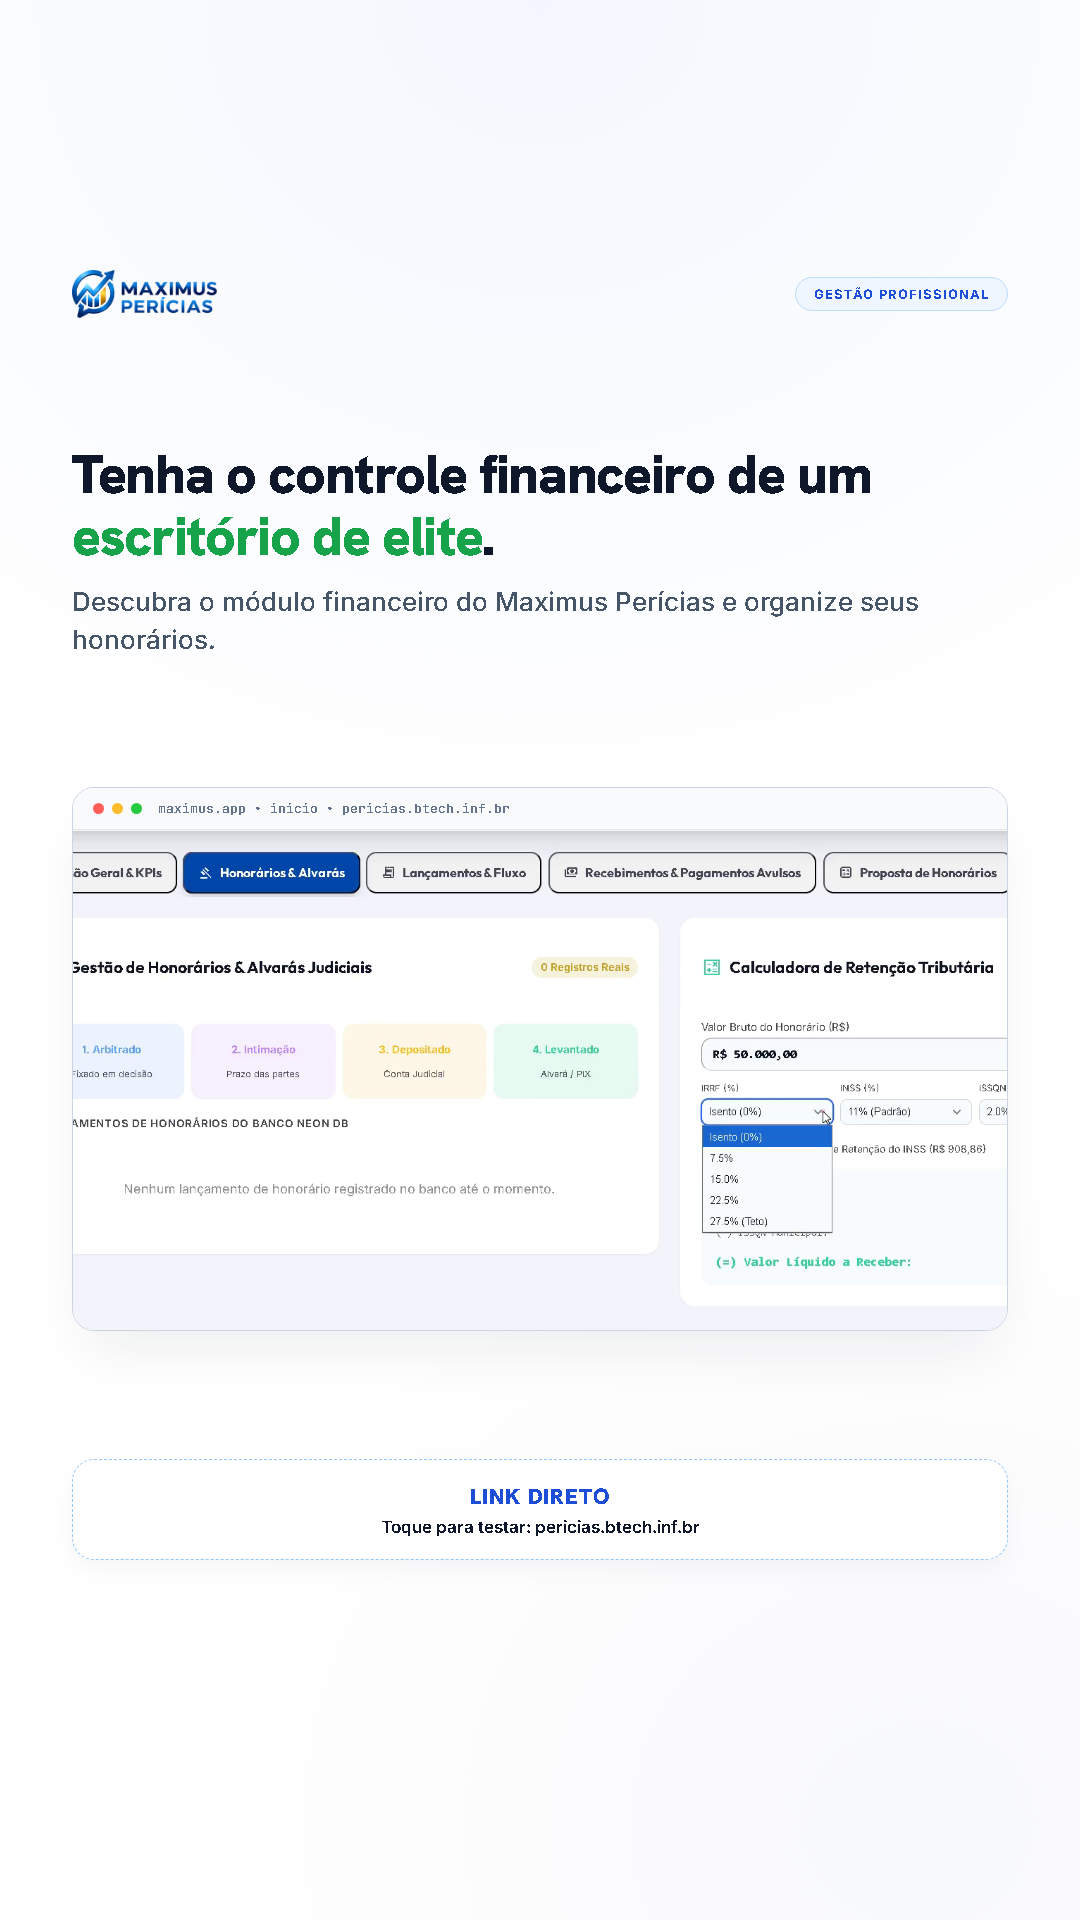 MAXIMUS
PERÍCIAS
GESTÃO PROFISSIONAL
Tenha o controle financeiro de um
escritório de elite.
Descubra o módulo financeiro do Maximus Perícias e organize seus
honorários.
maximus.app • inicio • pericias.btech.inf.br
ão Geral & KPIs
Honorários & Alvarás
Lançamentos & Fluxo
Recebimentos & Pagamentos Avulsos
Proposta de Honorários
Gestão de Honorários & Alvarás Judiciais
0 Registros Reais
1. Arbitrado
Fixado em decisão
2. Intimação
Prazo das partes
3. Depositado
Conta Judicial
4. Levantado
Alvará / PIX
AMENTOS DE HONORÁRIOS DO BANCO NEON DB
Nenhum lançamento de honorário registrado no banco até o momento.
Calculadora de Retenção Tributária
Valor Bruto do Honorário (R$)
R$ 50.000,00
IRRF (%)
INSS (%)
ISSQN
Isento (0%)
11% (Padrão)
2.0%
Isento (0%)
7.5%
15.0%
22.5%
27.5% (Teto)
e Retenção do INSS (R$ 908,86)
(=) Valor Líquido a Receber:
LINK DIRETO
Toque para testar: pericias.btech.inf.br